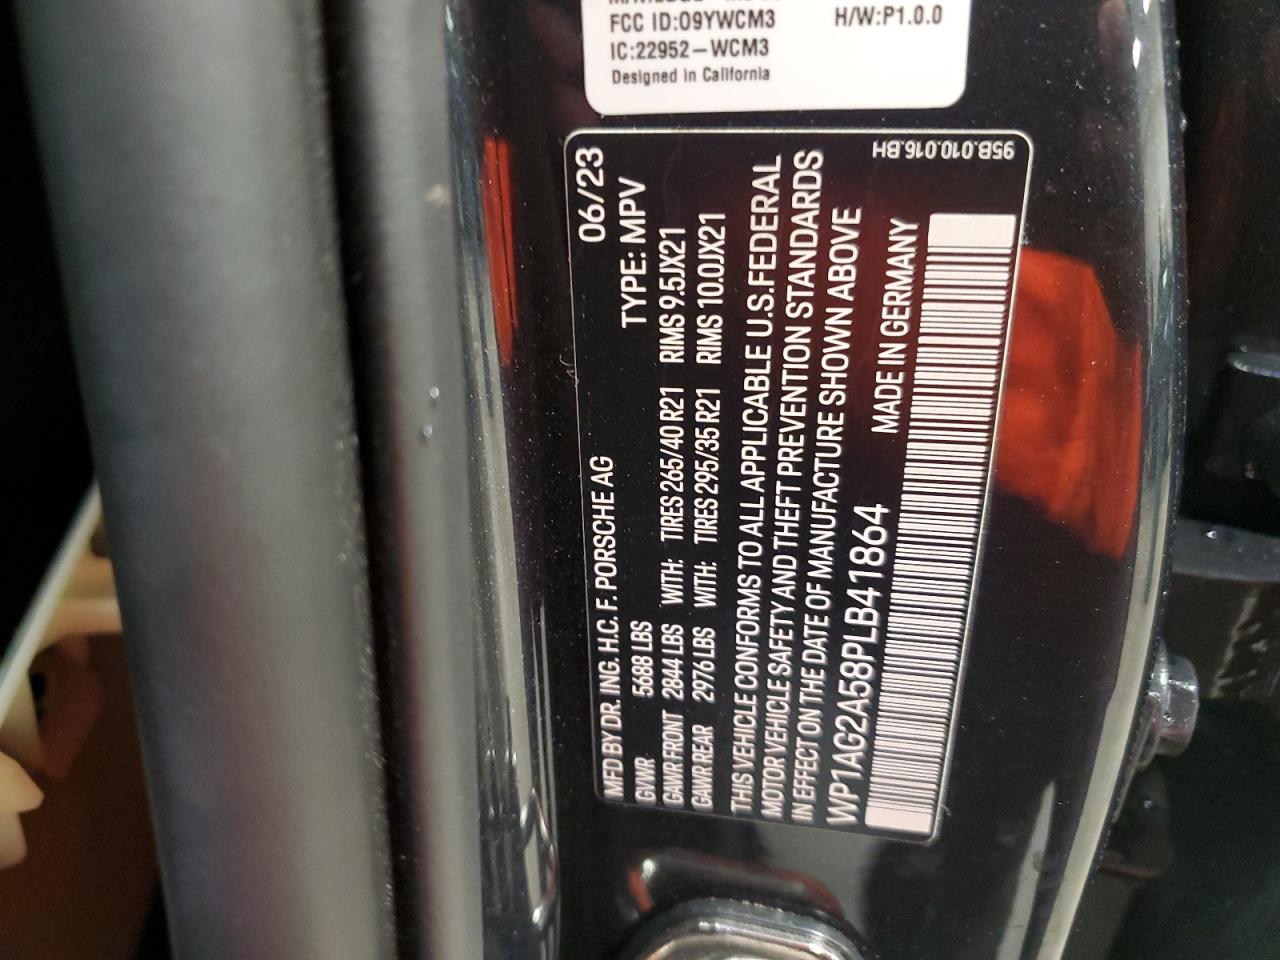 FCC ID:O9YWCM3 H/W:P1.0.0
IC:22952-WCM3
Designed in California
95B.010.016.BH
MFD BY DR. ING. H.C. F. PORSCHE AG 06/23
GVWR 5688 LBS TYPE: MPV
GAWR FRONT 2844 LBS WITH: TIRES 265/40 R21 RIMS 9.5JX21
GAWR REAR 2976 LBS WITH: TIRES 295/35 R21 RIMS 10.0JX21
THIS VEHICLE CONFORMS TO ALL APPLICABLE U.S.FEDERAL
MOTOR VEHICLE SAFETY AND THEFT PREVENTION STANDARDS
IN EFFECT ON THE DATE OF MANUFACTURE SHOWN ABOVE
WP1AG2A58PLB41864 MADE IN GERMANY